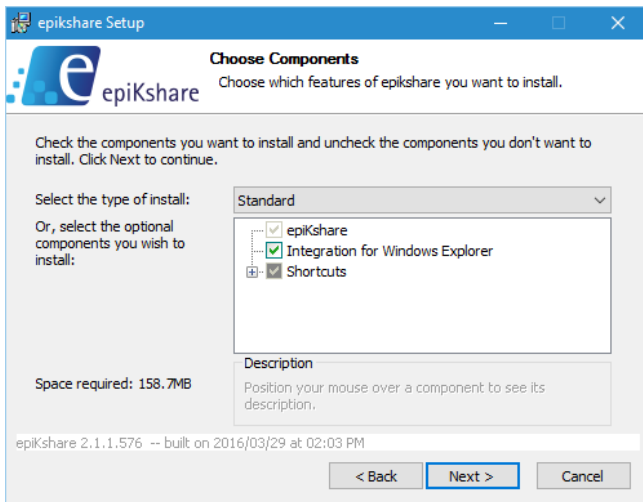 epikshare Setup
epiKshare
Choose Components
Choose which features of epikshare you want to install.
Check the components you want to install and uncheck the components you don't want to
install. Click Next to continue.
Select the type of install:
Standard
Or, select the optional
components you wish to
install:
epiKshare
Integration for Windows Explorer
Shortcuts
Space required: 158.7MB
Description
Position your mouse over a component to see its
description.
epiKshare 2.1.1.576 -- built on 2016/03/29 at 02:03 PM
< Back
Next >
Cancel